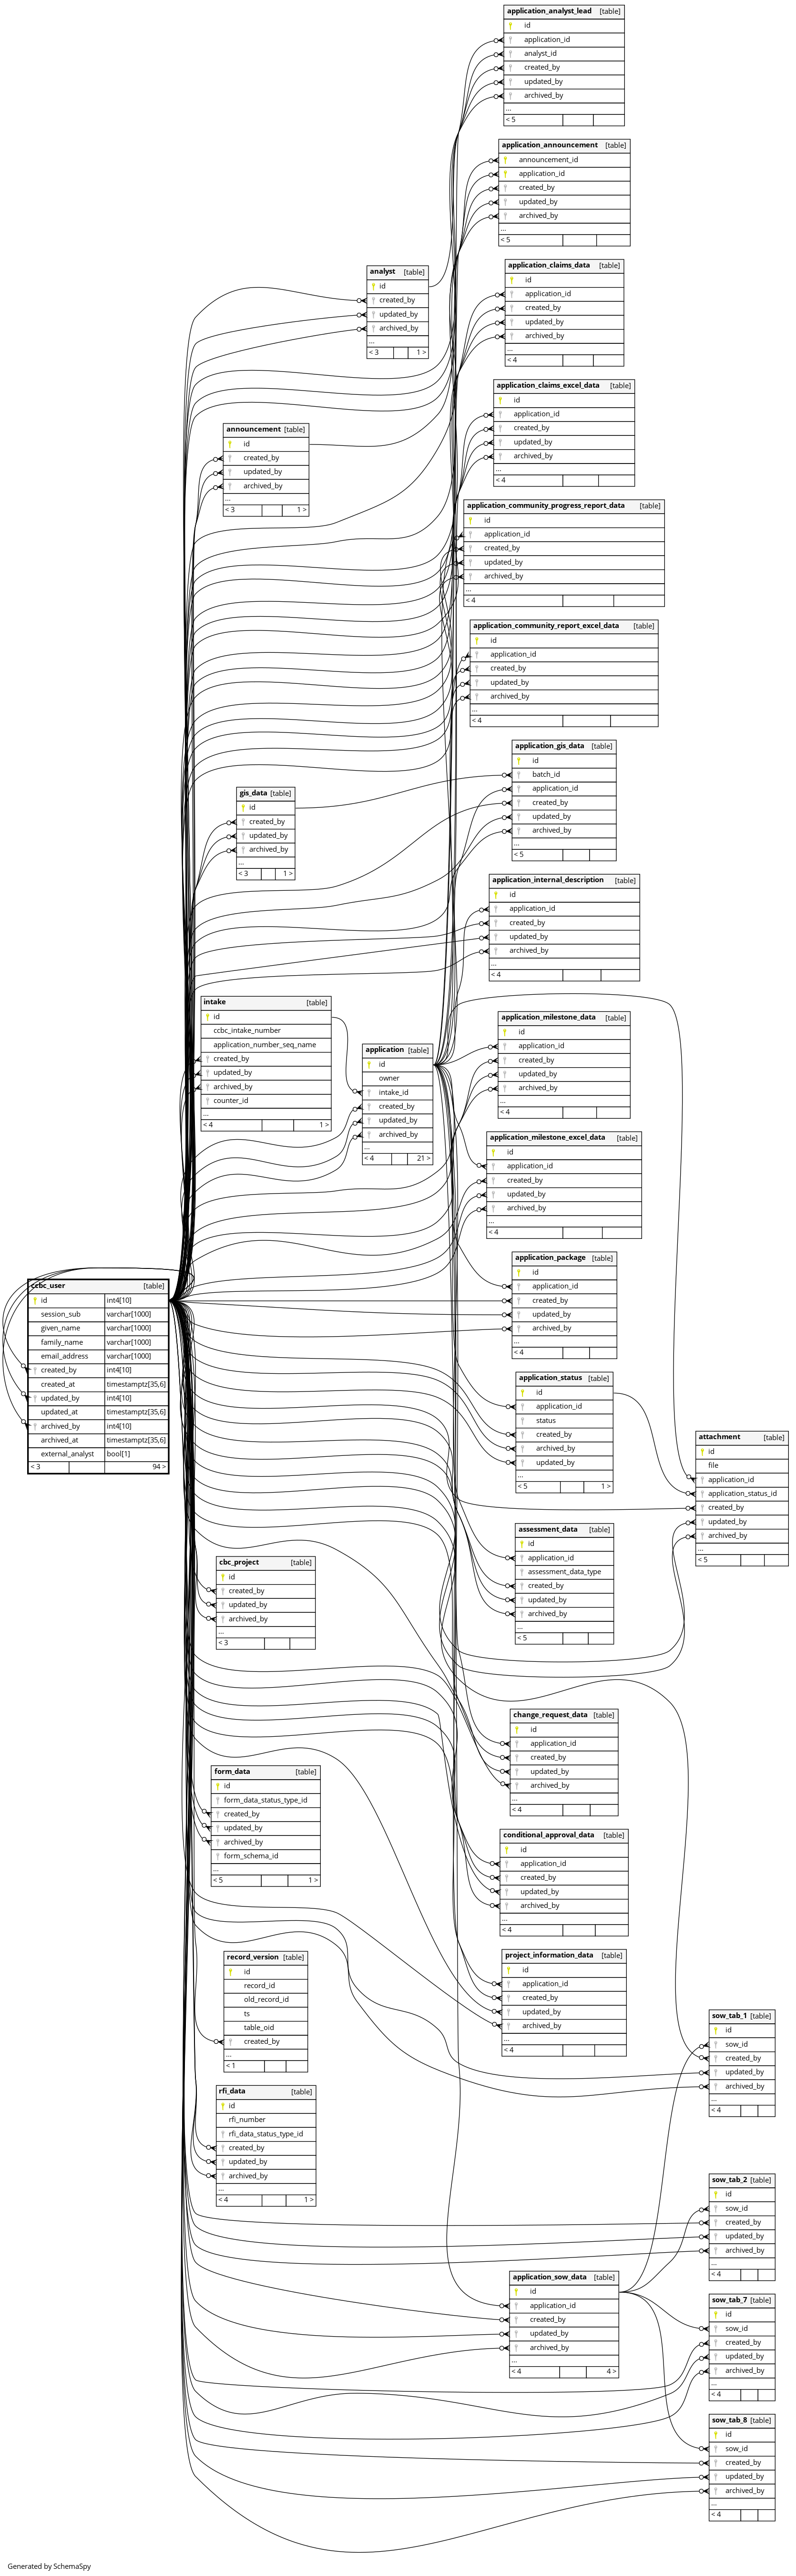 application_analyst_lead [table]
id
application_id
analyst_id
created_by
updated_by
archived_by
...
< 5
application_announcement [table]
announcement_id
application_id
created_by
updated_by
archived_by
...
< 5
application_claims_data [table]
id
application_id
created_by
updated_by
archived_by
...
< 4
analyst [table]
id
created_by
updated_by
archived_by
...
< 3 1 >
application_claims_excel_data [table]
id
application_id
created_by
updated_by
archived_by
...
< 4
announcement [table]
id
created_by
updated_by
archived_by
...
< 3 1 >
application_community_progress_report_data [table]
id
application_id
created_by
updated_by
archived_by
...
< 4
application_community_report_excel_data [table]
id
application_id
created_by
updated_by
archived_by
...
< 4
application_gis_data [table]
id
batch_id
application_id
created_by
updated_by
archived_by
...
< 5
gis_data [table]
id
created_by
updated_by
archived_by
...
< 3 1 >
application_internal_description [table]
id
application_id
created_by
updated_by
archived_by
...
< 4
intake [table]
id
ccbc_intake_number
application_number_seq_name
created_by
updated_by
archived_by
counter_id
...
< 4 1 >
application [table]
id
owner
intake_id
created_by
updated_by
archived_by
...
< 4 21 >
application_milestone_data [table]
id
application_id
created_by
updated_by
archived_by
...
< 4
application_milestone_excel_data [table]
id
application_id
created_by
updated_by
archived_by
...
< 4
application_package [table]
id
application_id
created_by
updated_by
archived_by
...
< 4
ccbc_user [table]
id int4[10]
session_sub varchar[1000]
given_name varchar[1000]
family_name varchar[1000]
email_address varchar[1000]
created_by int4[10]
created_at timestamptz[35,6]
updated_by int4[10]
updated_at timestamptz[35,6]
archived_by int4[10]
archived_at timestamptz[35,6]
external_analyst bool[1]
< 3 94 >
application_status [table]
id
application_id
status
created_by
archived_by
updated_by
...
< 5 1 >
attachment [table]
id
file
application_id
application_status_id
created_by
updated_by
archived_by
...
< 5
assessment_data [table]
id
application_id
assessment_data_type
created_by
updated_by
archived_by
...
< 5
cbc_project [table]
id
created_by
updated_by
archived_by
...
< 3
change_request_data [table]
id
application_id
created_by
updated_by
archived_by
...
< 4
form_data [table]
id
form_data_status_type_id
created_by
updated_by
archived_by
form_schema_id
...
< 5 1 >
conditional_approval_data [table]
id
application_id
created_by
updated_by
archived_by
...
< 4
record_version [table]
id
record_id
old_record_id
ts
table_oid
created_by
...
< 1
project_information_data [table]
id
application_id
created_by
updated_by
archived_by
...
< 4
sow_tab_1 [table]
id
sow_id
created_by
updated_by
archived_by
...
< 4
rfi_data [table]
id
rfi_number
rfi_data_status_type_id
created_by
updated_by
archived_by
...
< 4 1 >
sow_tab_2 [table]
id
sow_id
created_by
updated_by
archived_by
...
< 4
application_sow_data [table]
id
application_id
created_by
updated_by
archived_by
...
< 4 4 >
sow_tab_7 [table]
id
sow_id
created_by
updated_by
archived_by
...
< 4
sow_tab_8 [table]
id
sow_id
created_by
updated_by
archived_by
...
< 4
Generated by SchemaSpy